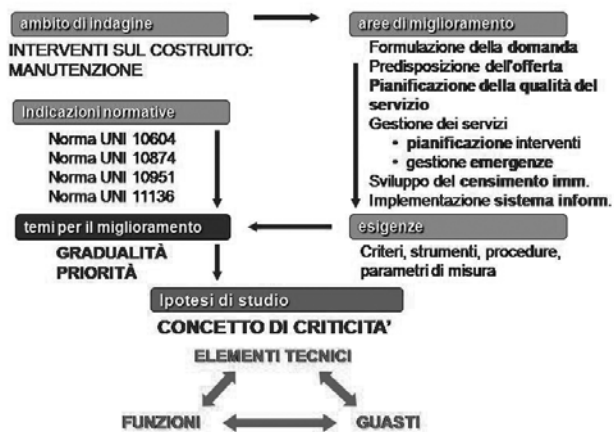 ambito di indagine
INTERVENTI SUL COSTRUITO:
MANUTENZIONE
Indicazioni normative
Norma UNI 10604
Norma UNI 10874
Norma UNI 10951
Norma UNI 11136
temi per il miglioramento
GRADUALITÀ
PRIORITÀ
aree di miglioramento
Formulazione della domanda
Predisposizione dell'offerta
Pianificazione della qualità del
servizio
Gestione dei servizi
• pianificazione interventi
• gestione emergenze
Sviluppo del censimento imm.
Implementazione sistema inform.
esigenze
Criteri, strumenti, procedure,
parametri di misura
Ipotesi di studio
CONCETTO DI CRITICITA'
ELEMENTI TECNICI
FUNZIONI
GUASTI